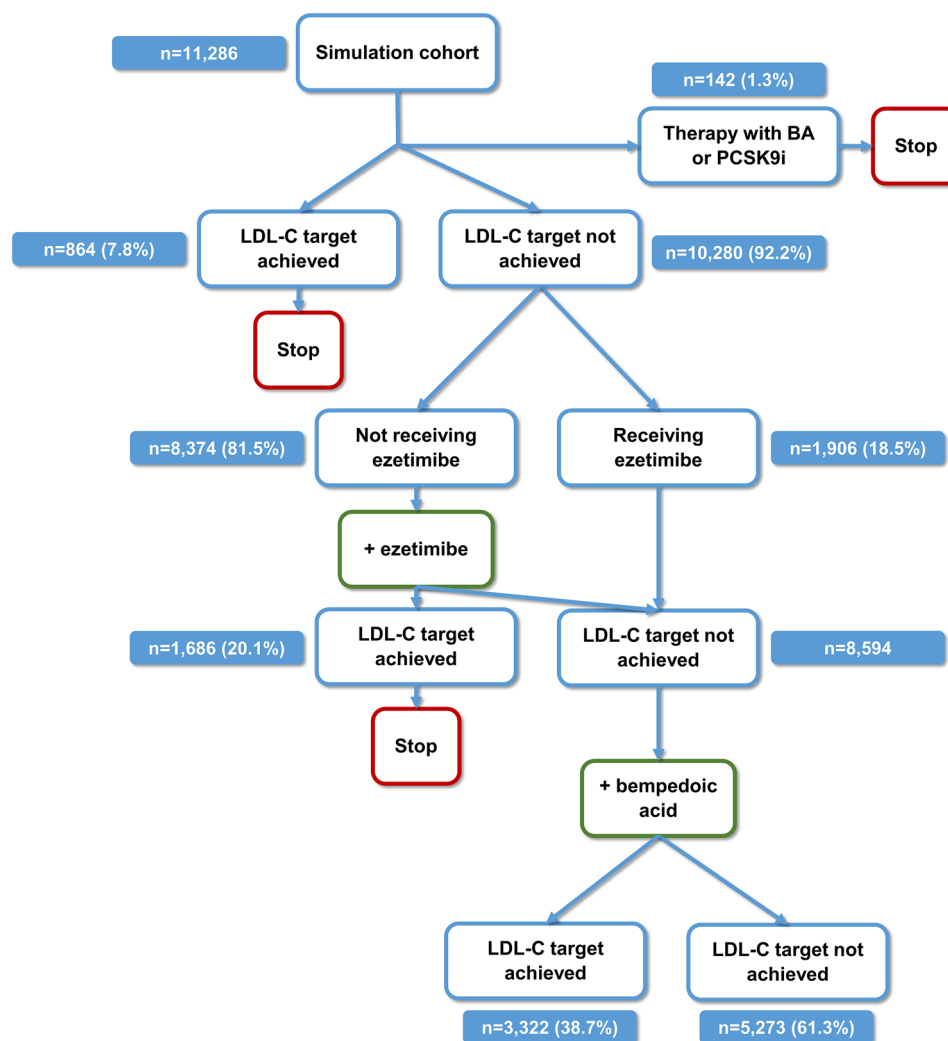 n=11,286
Simulation cohort
n=142 (1.3%)
Therapy with BA
or PCSK9i
Stop
n=864 (7.8%)
LDL-C target
achieved
LDL-C target not
achieved
n=10,280 (92.2%)
Stop
n=8,374 (81.5%)
Not receiving
ezetimibe
Receiving
ezetimibe
n=1,906 (18.5%)
+ ezetimibe
n=1,686 (20.1%)
LDL-C target
achieved
LDL-C target not
achieved
n=8,594
Stop
+ bempedoic
acid
LDL-C target
achieved
LDL-C target not
achieved
n=3,322 (38.7%)
n=5,273 (61.3%)